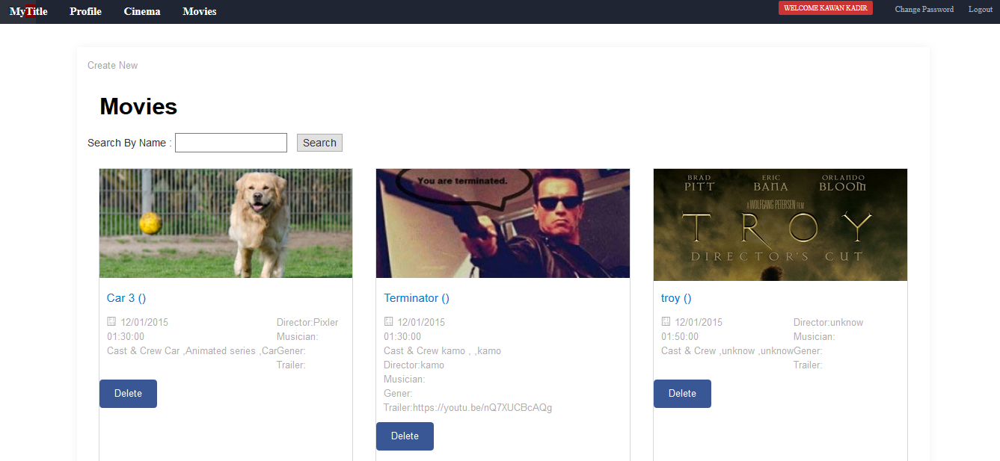 MyTitle Profile Cinema Movies WELCOME KAWAN KADIR Change Password Logout
Create New
Movies
Search By Name : Search
You are terminated.
BRAD PITT ERIC BANA ORLANDO BLOOM
A WOLFGANG PETERSEN FILM
TROY
DIRECTOR'S CUT
Car 3 ()
12/01/2015
01:30:00
Cast & Crew Car ,Animated series ,Car
Director:Pixler
Musician:
Gener:
Trailer:
Delete
Terminator ()
12/01/2015
01:30:00
Cast & Crew kamo , ,kamo
Director:kamo
Musician:
Gener:
Trailer:https://youtu.be/nQ7XUCBcAQg
Delete
troy ()
12/01/2015
01:50:00
Cast & Crew ,unknow ,unknow
Director:unknow
Musician:
Gener:
Trailer:
Delete